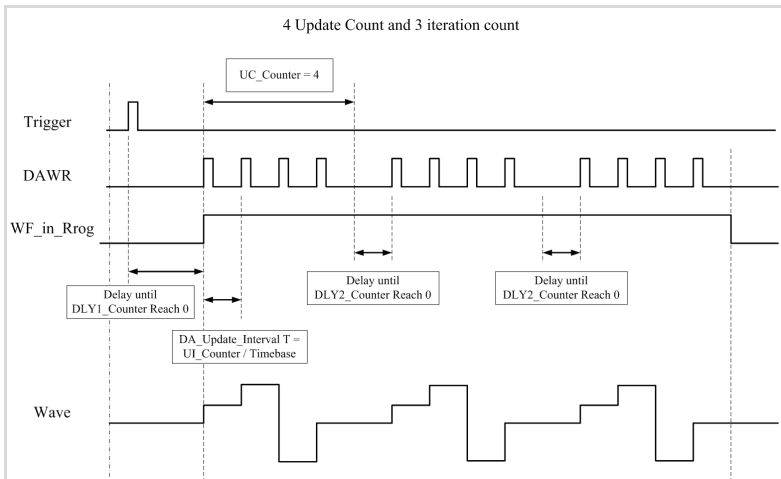 4 Update Count and 3 iteration count
UC_Counter = 4
Trigger
DAWR
WF_in_Rrog
Delay until
DLY1_Counter Reach 0
Delay until
DLY2_Counter Reach 0
Delay until
DLY2_Counter Reach 0
DA_Update_Interval T =
UI_Counter / Timebase
Wave